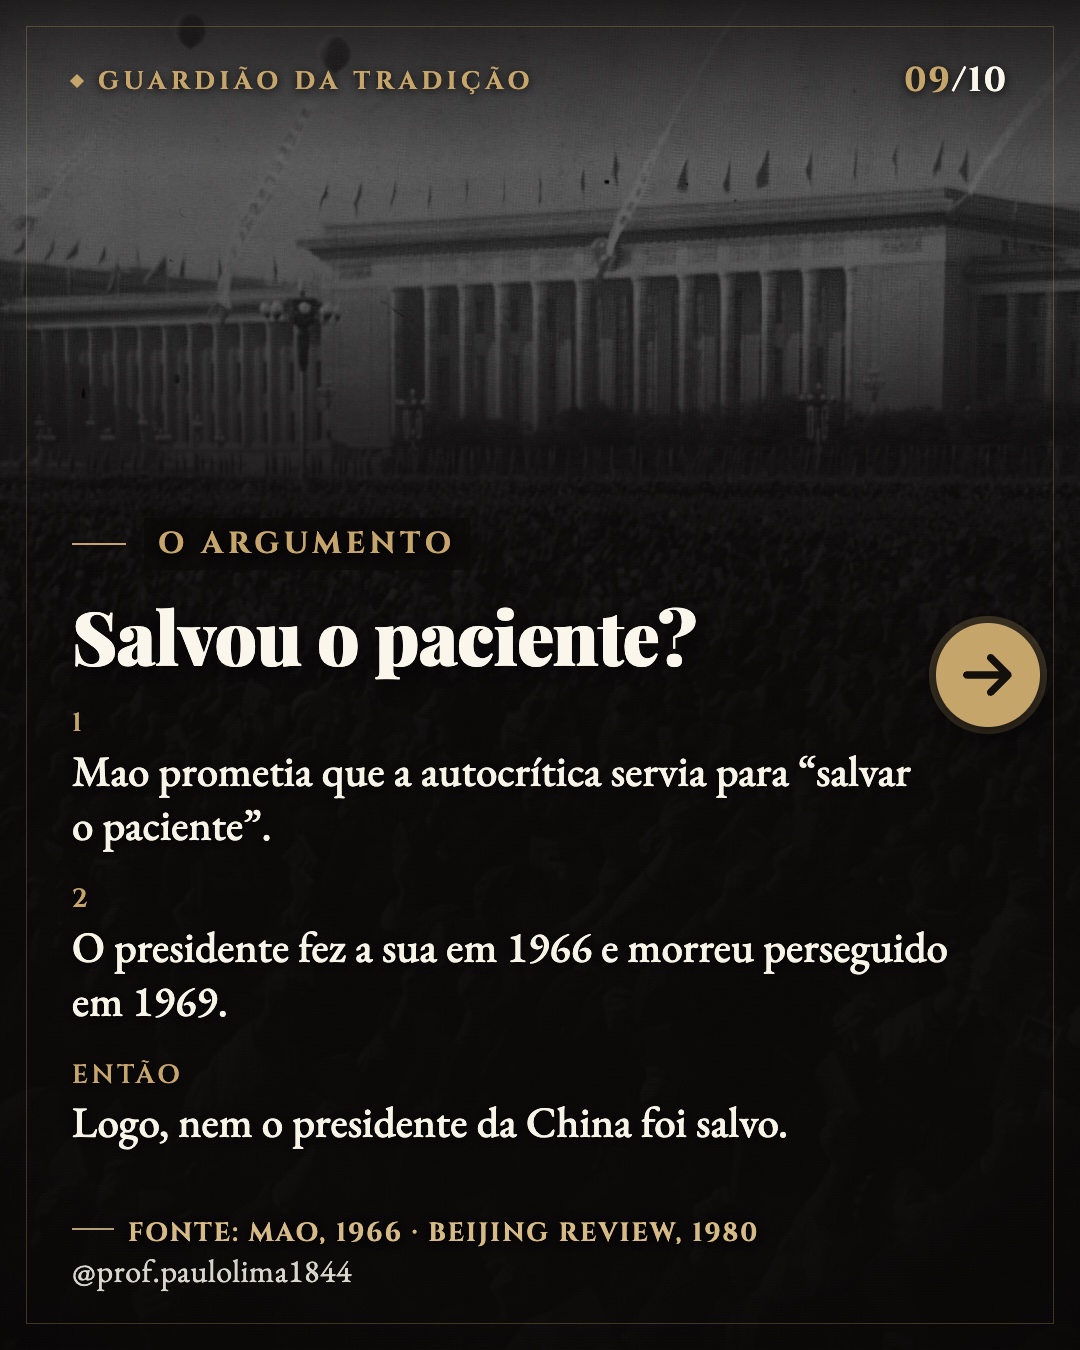 GUARDIÃO DA TRADIÇÃO
09/10
O ARGUMENTO
Salvou o paciente?
1
Mao prometia que a autocrítica servia para “salvar
o paciente”.
2
O presidente fez a sua em 1966 e morreu perseguido
em 1969.
ENTÃO
Logo, nem o presidente da China foi salvo.
FONTE: MAO, 1966 · BEIJING REVIEW, 1980
@prof.paulolima1844